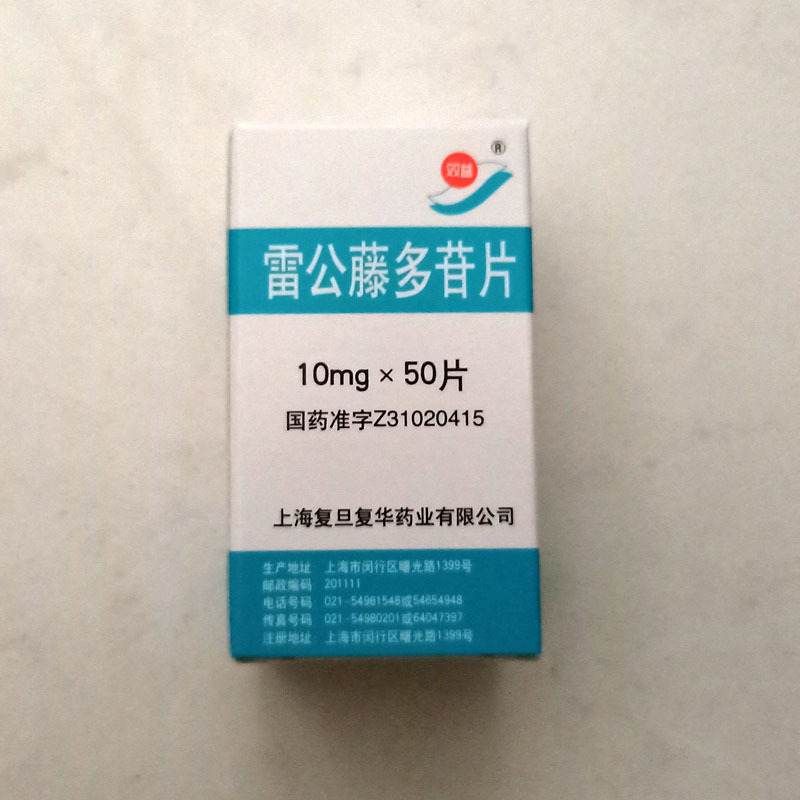 双益
®
雷公藤多苷片
10mg × 50片
国药准字Z31020415
上海复旦复华药业有限公司
生产地址 上海市闵行区曙光路1399号
邮政编码 201111
电话号码 021-54981548或54654948
传真号码 021-54980201或64047397
注册地址 上海市闵行区曙光路1399号